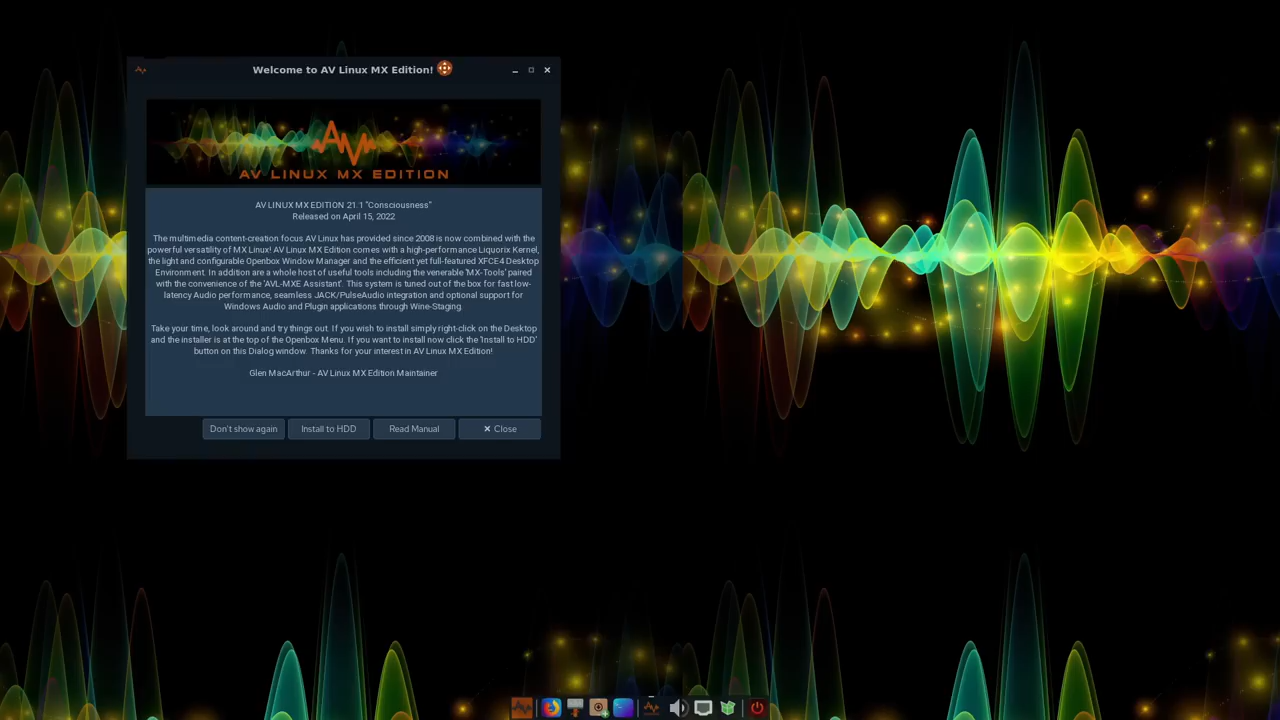 Welcome to AV Linux MX Edition!
AV LINUX MX EDITION
AV LINUX MX EDITION 21.1 "Consciousness"
Released on April 15, 2022
The multimedia content-creation focus AV Linux has provided since 2008 is now combined with the
powerful versatility of MX Linux! AV Linux MX Edition comes with a high-performance Liquorix Kernel,
the light and configurable Openbox Window Manager and the efficient yet full-featured XFCE4 Desktop
Environment. In addition are a whole host of useful tools including the venerable 'MX-Tools' paired
with the convenience of the 'AVL-MXE Assistant'. This system is tuned out of the box for fast low-
latency Audio performance, seamless JACK/PulseAudio integration and optional support for
Windows Audio and Plugin applications through Wine-Staging.
Take your time, look around and try things out. If you wish to install simply right-click on the Desktop
and the installer is at the top of the Openbox Menu. If you want to install now click the 'Install to HDD'
button on this Dialog window. Thanks for your interest in AV Linux MX Edition!
Glen MacArthur - AV Linux MX Edition Maintainer
Don't show again Install to HDD Read Manual Close